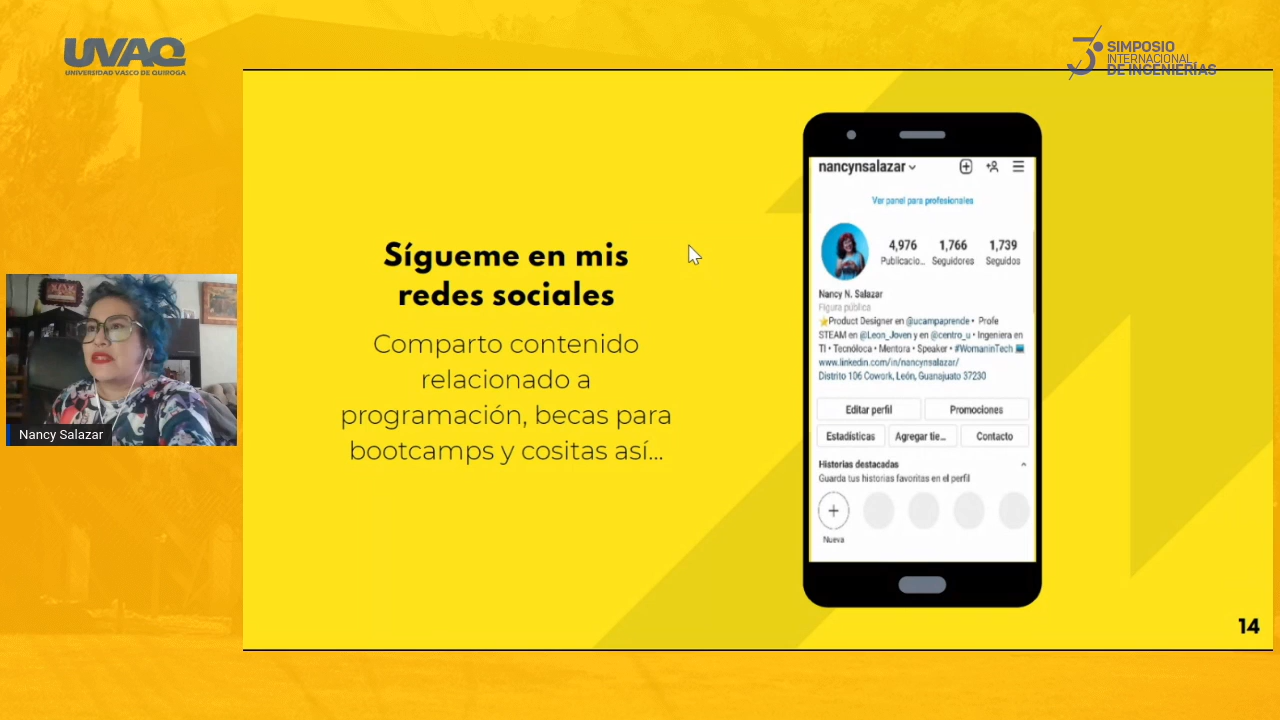 UVAQ
UNIVERSIDAD VASCO DE QUIROGA
3er
SIMPOSIO
INTERNACIONAL
DE INGENIERÍAS
Sígueme en mis
redes sociales
Comparto contenido
relacionado a
programación, becas para
bootcamps y cositas así...
nancynsalazar
Ver panel para profesionales
4,976 1,766 1,739
Publicacio... Seguidores Seguidos
Nancy N. Salazar
Figura pública
⭐Product Designer en @ucampaprende • Profe
STEAM en @Leon_Joven y en @centro_u • Ingeniera en
TI • Tecnóloca • Mentora • Speaker • #WomaninTech 💻
www.linkedin.com/in/nancynsalazar/
Distrito 106 Cowork, León, Guanajuato 37230
Editar perfil Promociones
Estadísticas Agregar tie... Contacto
Historias destacadas
Guarda tus historias favoritas en el perfil
Nueva
Nancy Salazar
14